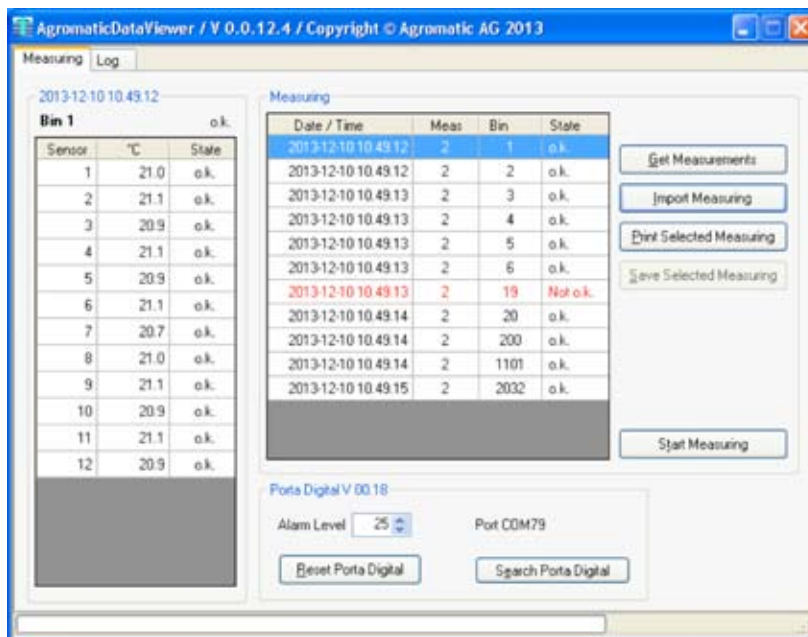 AgromaticDataViewer / V 0.0.12.4 / Copyright © Agromatic AG 2013
Measuring Log
2013-12-10 10.49.12
Bin 1 o.k.
Sensor °C State
1 21.0 o.k.
2 21.1 o.k.
3 20.9 o.k.
4 21.1 o.k.
5 20.9 o.k.
6 21.1 o.k.
7 20.7 o.k.
8 21.0 o.k.
9 21.1 o.k.
10 20.9 o.k.
11 21.1 o.k.
12 20.9 o.k.
Measuring
Date / Time Meas Bin State
2013-12-10 10.49.12 2 1 o.k.
2013-12-10 10.49.12 2 2 o.k.
2013-12-10 10.49.13 2 3 o.k.
2013-12-10 10.49.13 2 4 o.k.
2013-12-10 10.49.13 2 5 o.k.
2013-12-10 10.49.13 2 6 o.k.
2013-12-10 10.49.13 2 19 Not o.k.
2013-12-10 10.49.14 2 20 o.k.
2013-12-10 10.49.14 2 200 o.k.
2013-12-10 10.49.14 2 1101 o.k.
2013-12-10 10.49.15 2 2032 o.k.
Get Measurements
Import Measuring
Print Selected Measuring
Save Selected Measuring
Start Measuring
Porta Digital V 00.18
Alarm Level 25 Port COM79
Reset Porta Digital Search Porta Digital